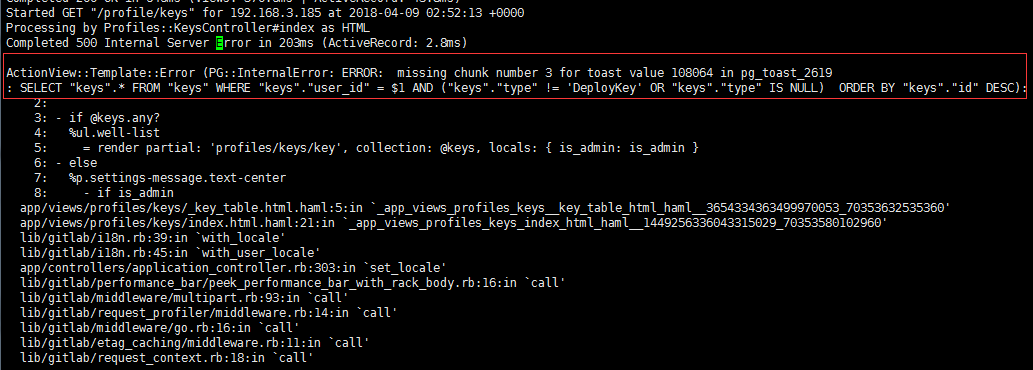 Started GET "/profile/keys" for 192.168.3.185 at 2018-04-09 02:52:13 +0000
Processing by Profiles::KeysController#index as HTML
Completed 500 Internal Server Error in 203ms (ActiveRecord: 2.8ms)
ActionView::Template::Error (PG::InternalError: ERROR:  missing chunk number 3 for toast value 108064 in pg_toast_2619
: SELECT "keys".* FROM "keys" WHERE "keys"."user_id" = $1 AND ("keys"."type" != 'DeployKey' OR "keys"."type" IS NULL)  ORDER BY "keys"."id" DESC):
2:
3: - if @keys.any?
4:   %ul.well-list
5:     = render partial: 'profiles/keys/key', collection: @keys, locals: { is_admin: is_admin }
6: - else
7:   %p.settings-message.text-center
8:     - if is_admin
app/views/profiles/keys/_key_table.html.haml:5:in `_app_views_profiles_keys__key_table_html_haml__3654334363499970053_70353632535360'
app/views/profiles/keys/index.html.haml:21:in `_app_views_profiles_keys_index_html_haml__1449256336043315029_70353580102960'
lib/gitlab/i18n.rb:39:in `with_locale'
lib/gitlab/i18n.rb:45:in `with_user_locale'
app/controllers/application_controller.rb:303:in `set_locale'
lib/gitlab/performance_bar/peek_performance_bar_with_rack_body.rb:16:in `call'
lib/gitlab/middleware/multipart.rb:93:in `call'
lib/gitlab/request_profiler/middleware.rb:14:in `call'
lib/gitlab/middleware/go.rb:16:in `call'
lib/gitlab/etag_caching/middleware.rb:11:in `call'
lib/gitlab/request_context.rb:18:in `call'